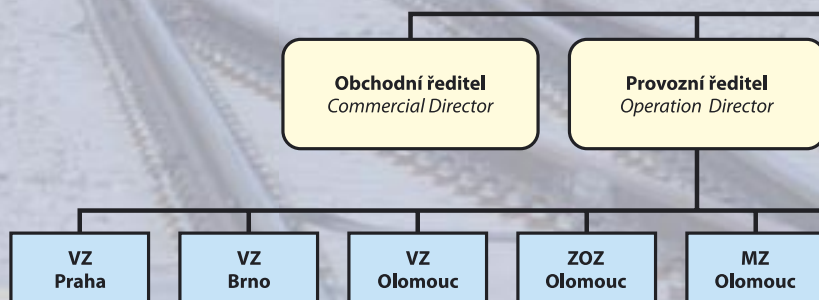 Obchodní ředitel
Commercial Director
Provozní ředitel
Operation Director
VZ
Praha
VZ
Brno
VZ
Olomouc
ZOZ
Olomouc
MZ
Olomouc